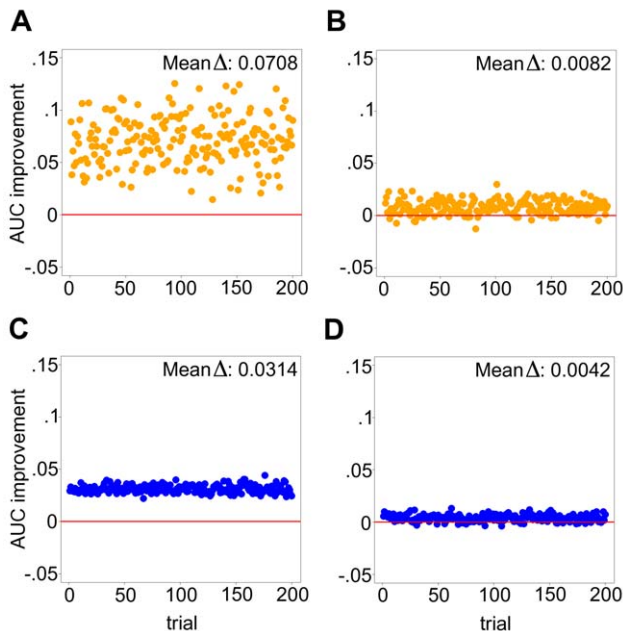 A
B
.15
.1
.05
0
-.05
AUC improvement
Mean Δ: 0.0708
0 50 100 150 200
.15
.1
.05
0
-.05
Mean Δ: 0.0082
0 50 100 150 200
C
D
.15
.1
.05
0
-.05
AUC improvement
Mean Δ: 0.0314
0 50 100 150 200
trial
.15
.1
.05
0
-.05
Mean Δ: 0.0042
0 50 100 150 200
trial